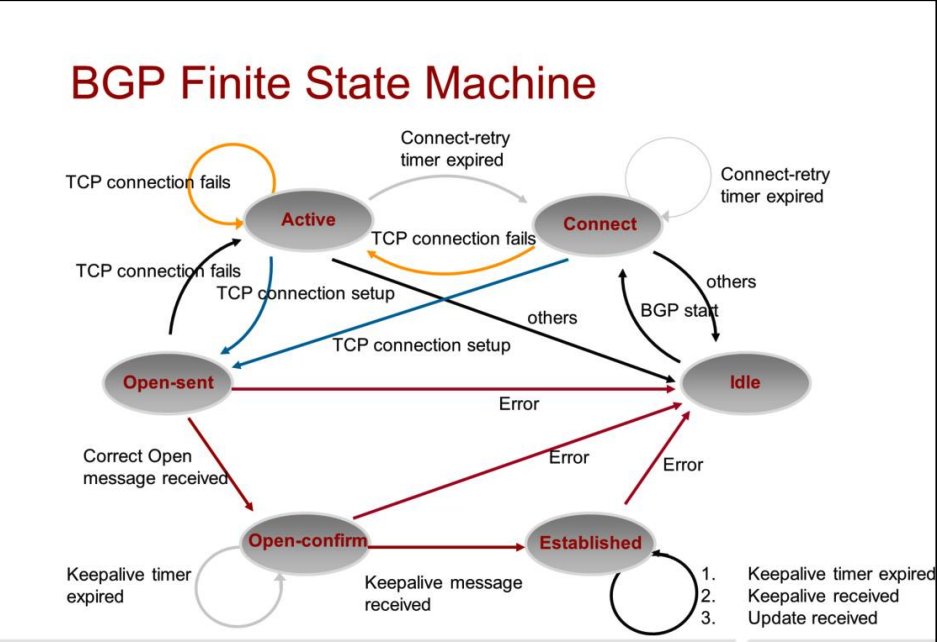 BGP Finite State Machine
Connect-retry
timer expired
TCP connection fails
Connect-retry
timer expired
Active
Connect
TCP connection fails
TCP connection fails
TCP connection setup
others
BGP start
others
TCP connection setup
Open-sent
Idle
Error
Correct Open
message received
Error
Error
Open-confirm
Established
Keepalive timer
expired
Keepalive message
received
1. Keepalive timer expired
2. Keepalive received
3. Update received